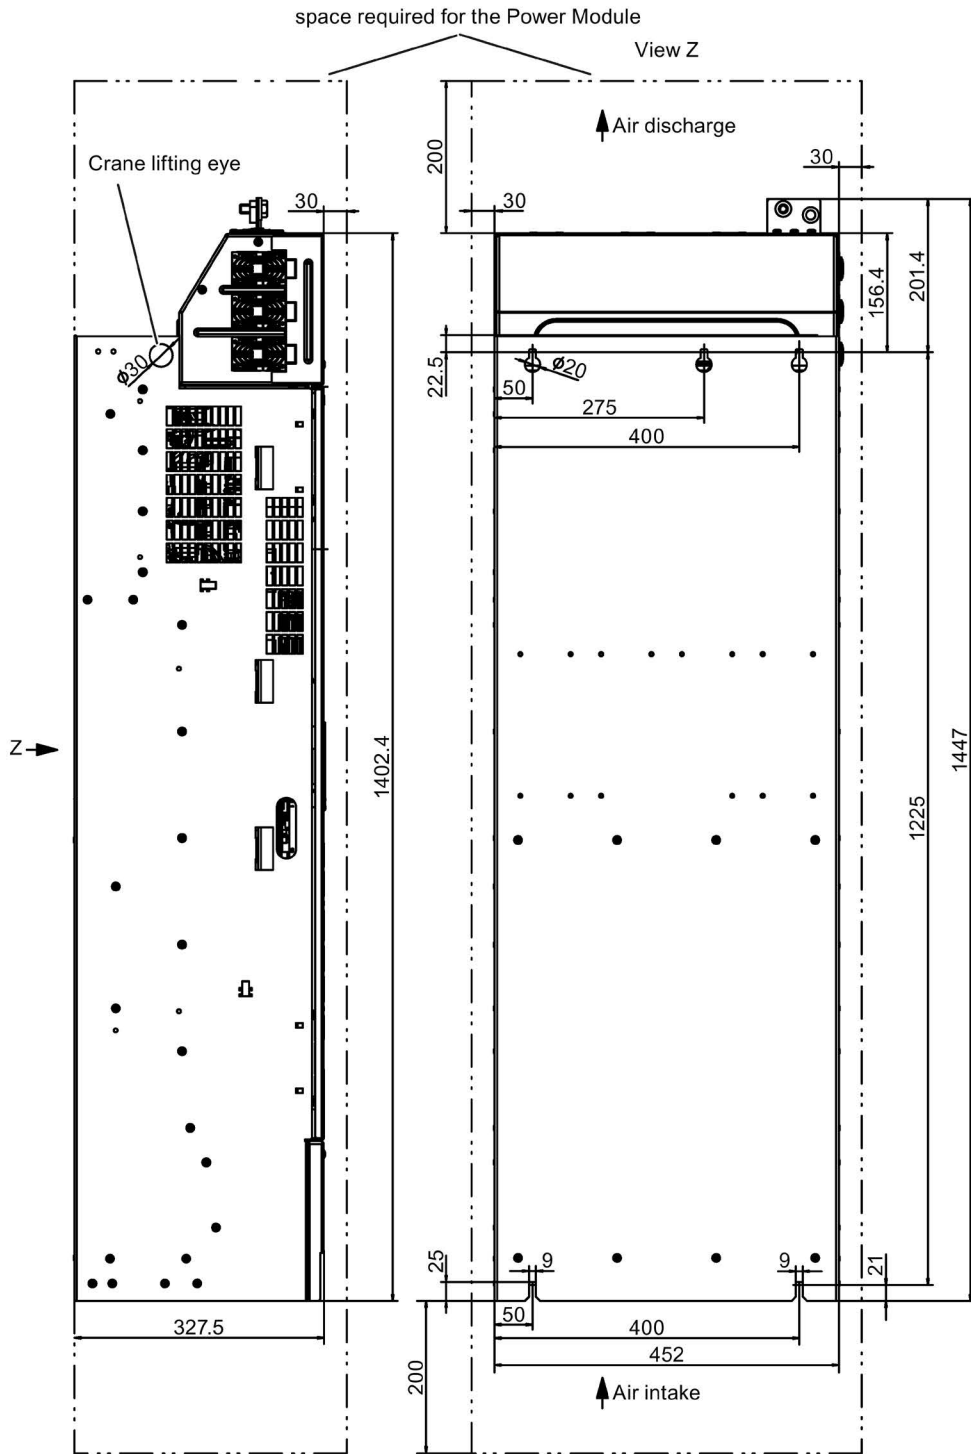 space required for the Power Module
View Z
Air discharge
200
30
Crane lifting eye
30
30
156.4
201.4
22.5
ϕ30
ϕ20
50
275
400
Z
1402.4
1225
1447
25
9
9
21
50
327.5
400
452
200
Air intake